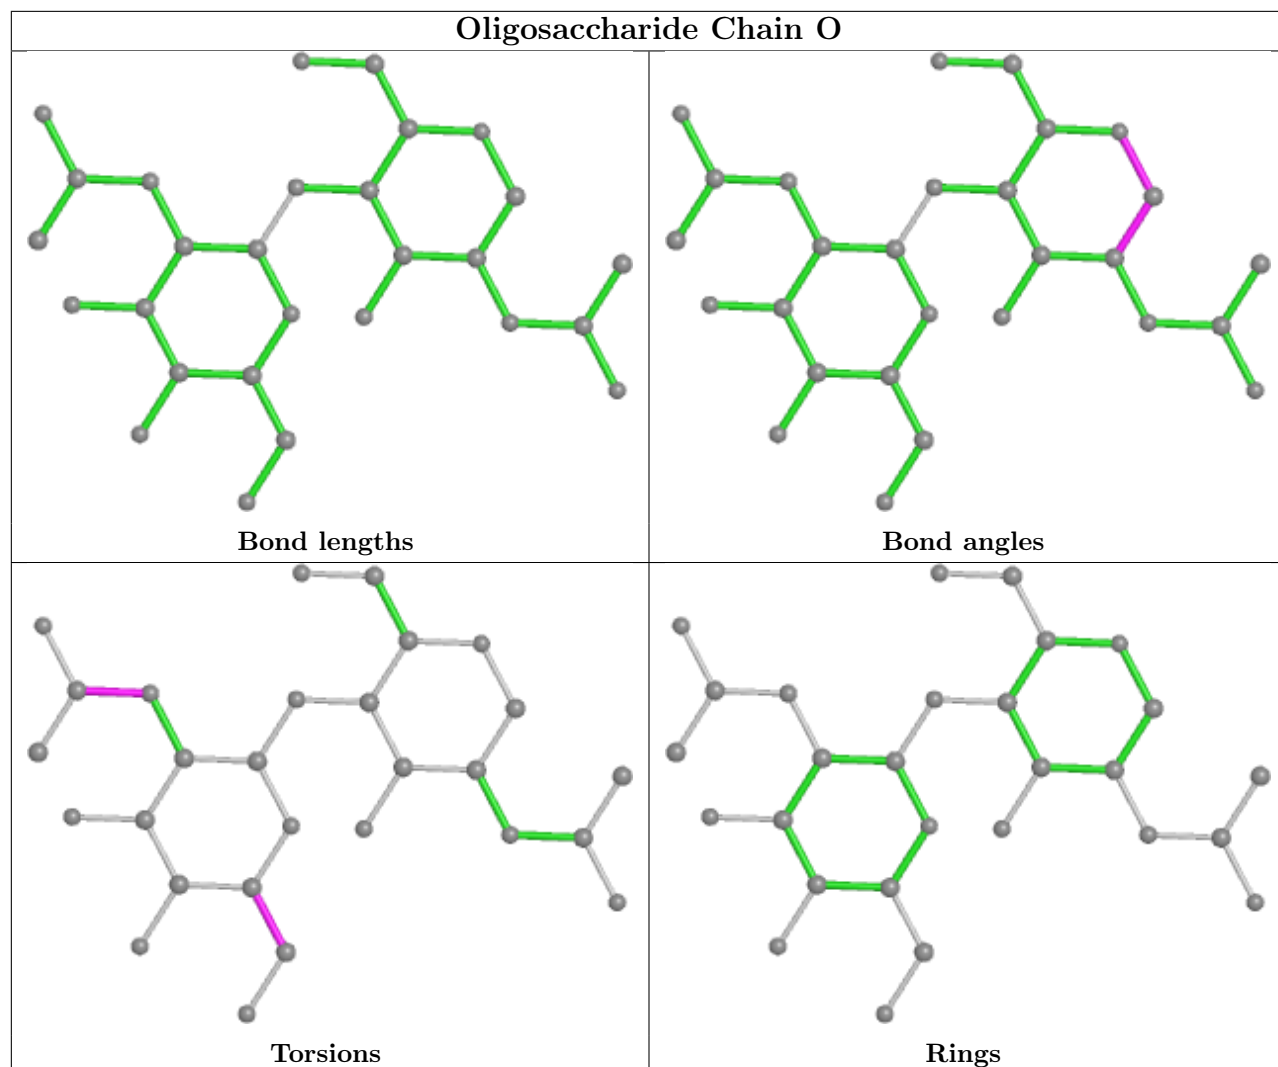 Oligosaccharide Chain O
Bond lengths
Bond angles
Torsions
Rings